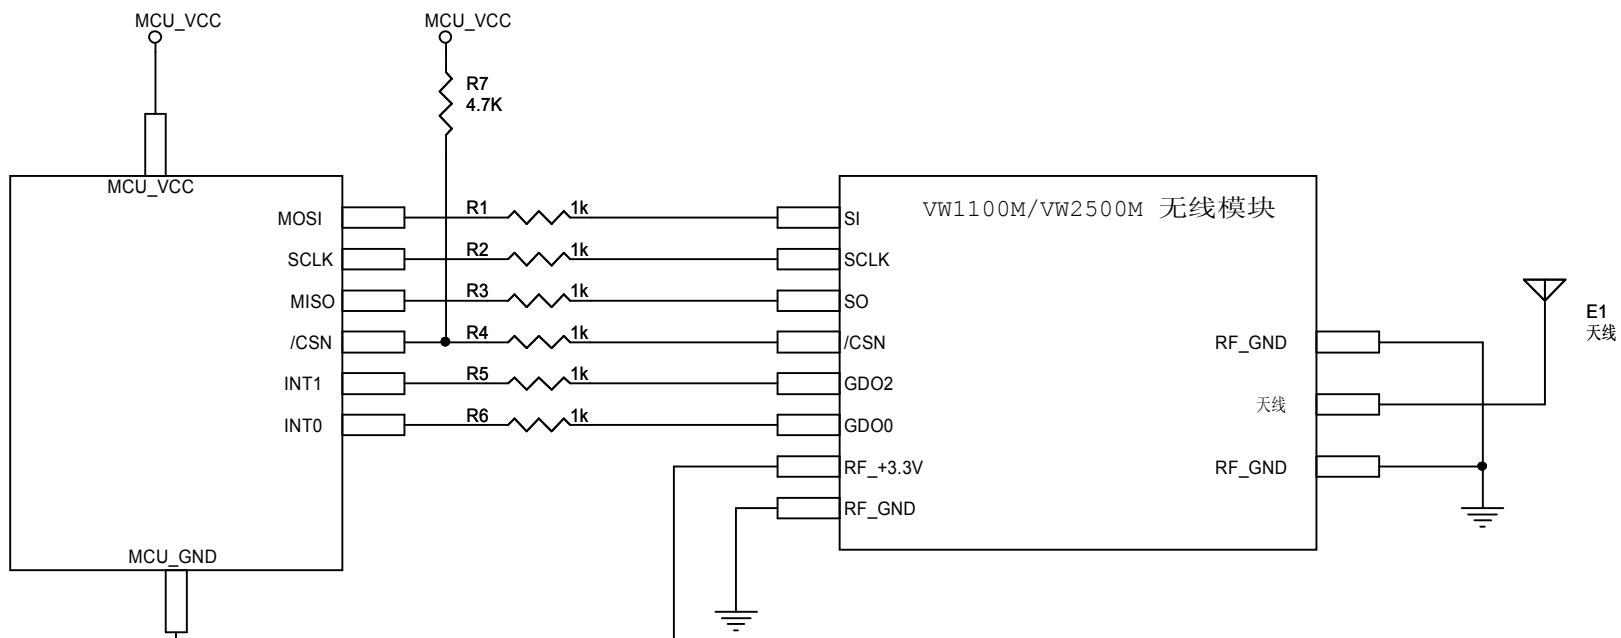 MCU_VCC
MCU_VCC
R7
4.7K
MCU_VCC
VW1100M/VW2500M 无线模块
MOSI
R1
1k
SI
SCLK
R2
1k
SCLK
MISO
R3
1k
SO
E1
天线
/CSN
R4
1k
/CSN
RF_GND
INT1
R5
1k
GDO2
天线
INT0
R6
1k
GDO0
RF_+3.3V
RF_GND
RF_GND
MCU_GND